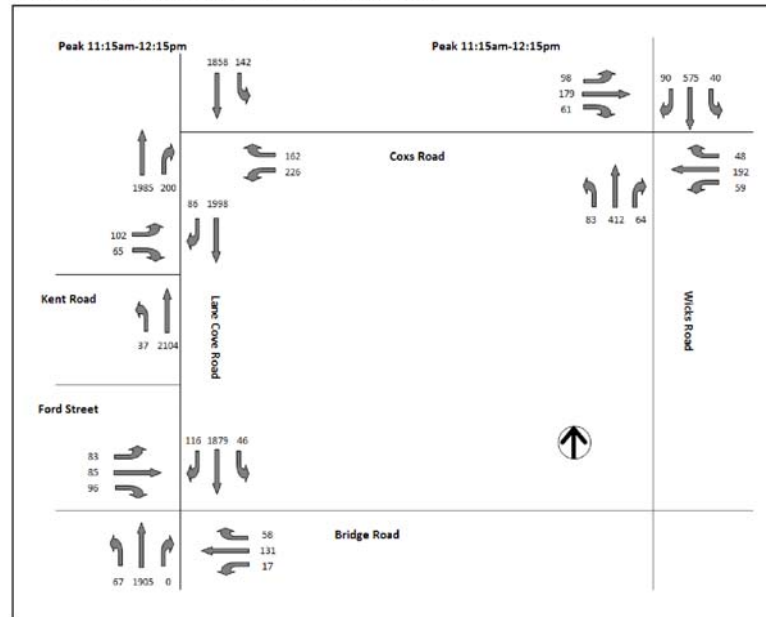 Peak 11:15am-12:15pm
Peak 11:15am-12:15pm
1858 142
98
179
61
90 575 40
1985 200
162
226
Coxs Road
48
192
59
83 412 64
86 1998
102
65
Kent Road
Lane Cove Road
Wicks Road
37 2104
Ford Street
83
85
96
116 1879 46
58
131
17
Bridge Road
67 1905 0